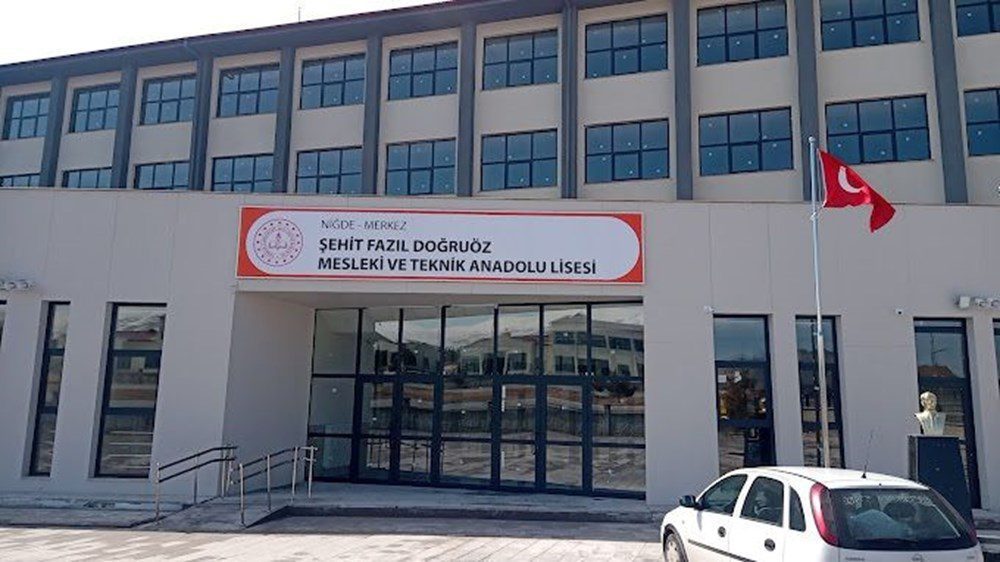 NİĞDE - MERKEZ
ŞEHİT FAZIL DOĞRUÖZ
MESLEKİ VE TEKNİK ANADOLU LİSESİ